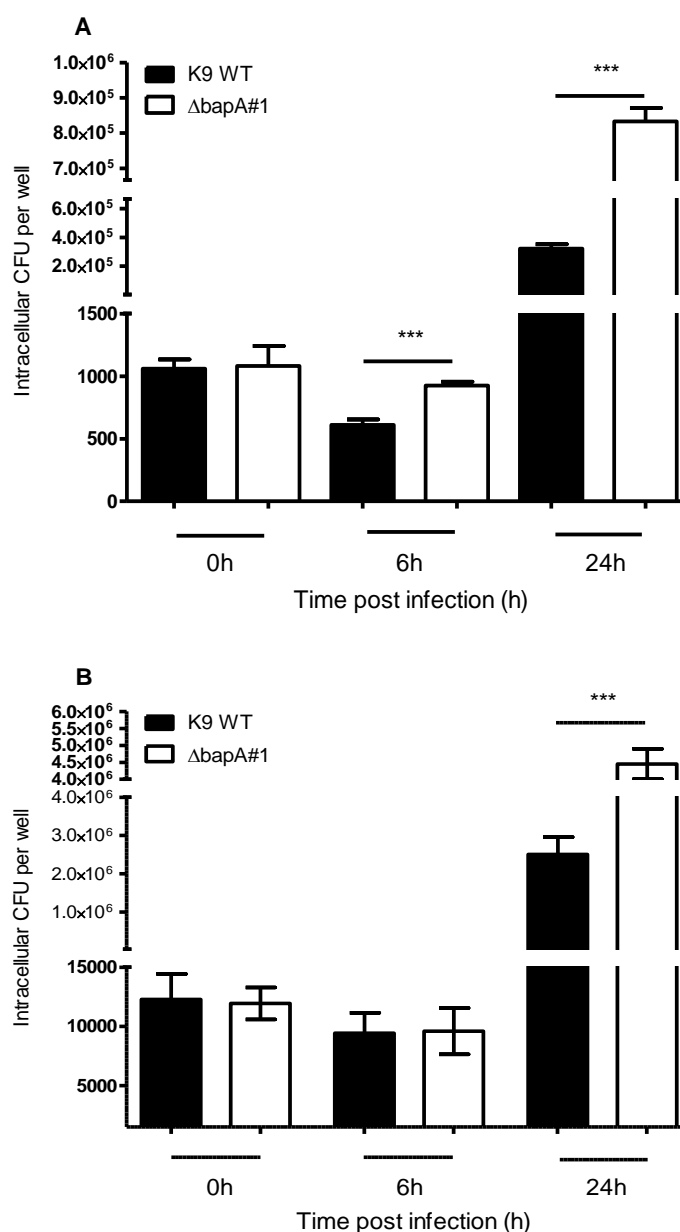 A
K9 WT
ΔbapA#1
***
***
1.0×10⁶
9.0×10⁵
8.0×10⁵
7.0×10⁵
6.0×10⁵
4.0×10⁵
2.0×10⁵
1500
1000
500
0
Intracellular CFU per well
0h 6h 24h
Time post infection (h)
B
K9 WT
ΔbapA#1
***
6.0×10⁶
5.5×10⁶
5.0×10⁶
4.5×10⁶
4.0×10⁶
4.0×10⁶
3.0×10⁶
2.0×10⁶
1.0×10⁶
15000
10000
5000
Intracellular CFU per well
0h 6h 24h
Time post infection (h)